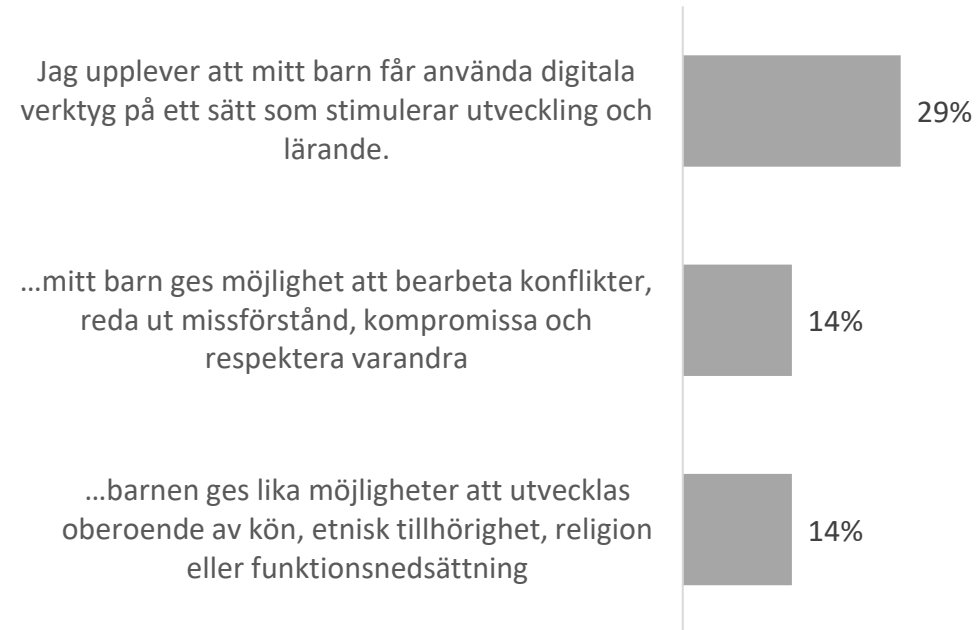 Jag upplever att mitt barn får använda digitala
verktyg på ett sätt som stimulerar utveckling och
lärande.
29%
…mitt barn ges möjlighet att bearbeta konflikter,
reda ut missförstånd, kompromissa och
respektera varandra
14%
…barnen ges lika möjligheter att utvecklas
oberoende av kön, etnisk tillhörighet, religion
eller funktionsnedsättning
14%